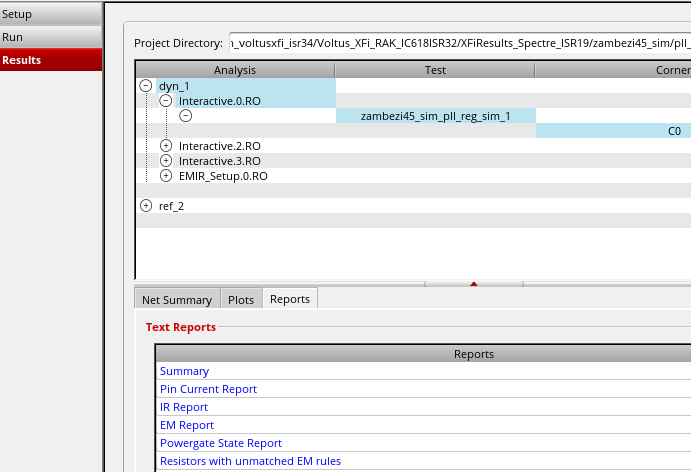 Setup
Run
Results
Project Directory: n_voltusxfi_isr34/Voltus_XFi_RAK_IC618ISR32/XFiResults_Spectre_ISR19/zambezi45_sim/pll_
Analysis Test Corner
dyn_1
Interactive.0.RO
zambezi45_sim_pll_reg_sim_1
C0
Interactive.2.RO
Interactive.3.RO
EMIR_Setup.0.RO
ref_2
Net Summary Plots Reports
Text Reports
Reports
Summary
Pin Current Report
IR Report
EM Report
Powergate State Report
Resistors with unmatched EM rules